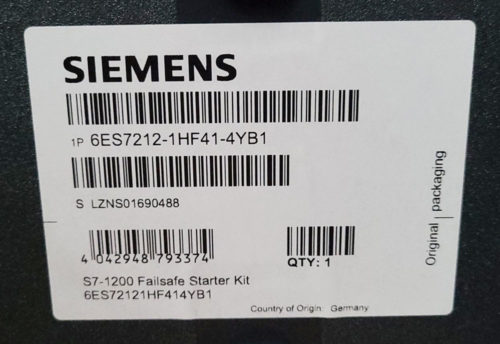 SIEMENS
1P 6ES7212-1HF41-4YB1
S LZNS01690488
4 042948 793374
QTY: 1
S7-1200 Failsafe Starter Kit
6ES72121HF414YB1
Country of Origin: Germany
Original packaging